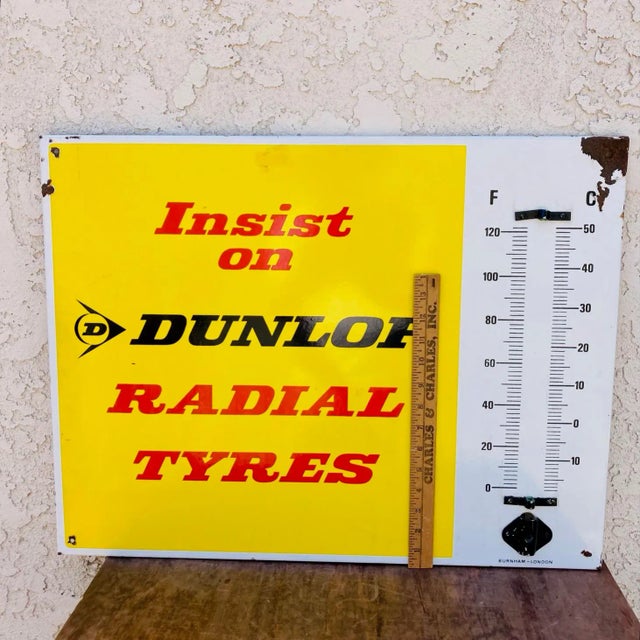 Insist
on
D DUNLOP
RADIAL
TYRES
CHARLES & CHARLES, INC.
F C
120 50
100 40
80 30
60 20
10
40 0
20 10
0
BURNHAM-LONDON